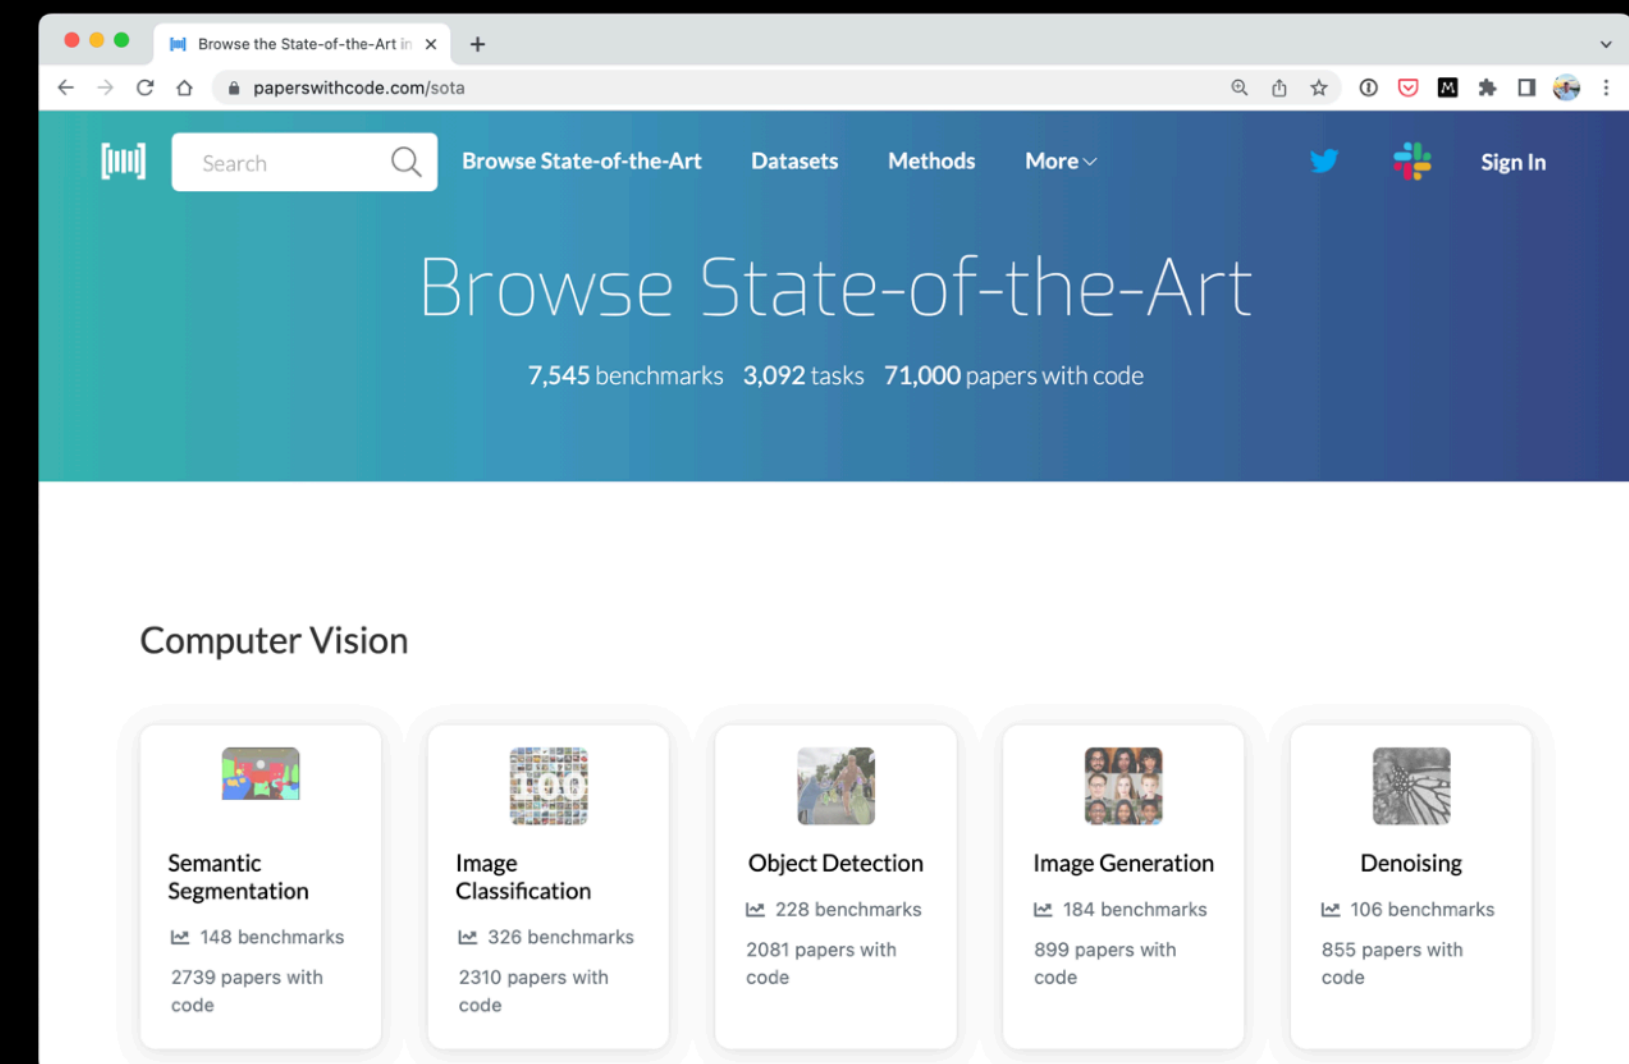 Browse the State-of-the-Art in
paperswithcode.com/sota
M
Search
Browse State-of-the-Art
Datasets
Methods
More
Sign In
Browse State-of-the-Art
7,545 benchmarks 3,092 tasks 71,000 papers with code
Computer Vision
100
Semantic
Segmentation
148 benchmarks
2739 papers with
code
Image
Classification
326 benchmarks
2310 papers with
code
Object Detection
228 benchmarks
2081 papers with
code
Image Generation
184 benchmarks
899 papers with
code
Denoising
106 benchmarks
855 papers with
code